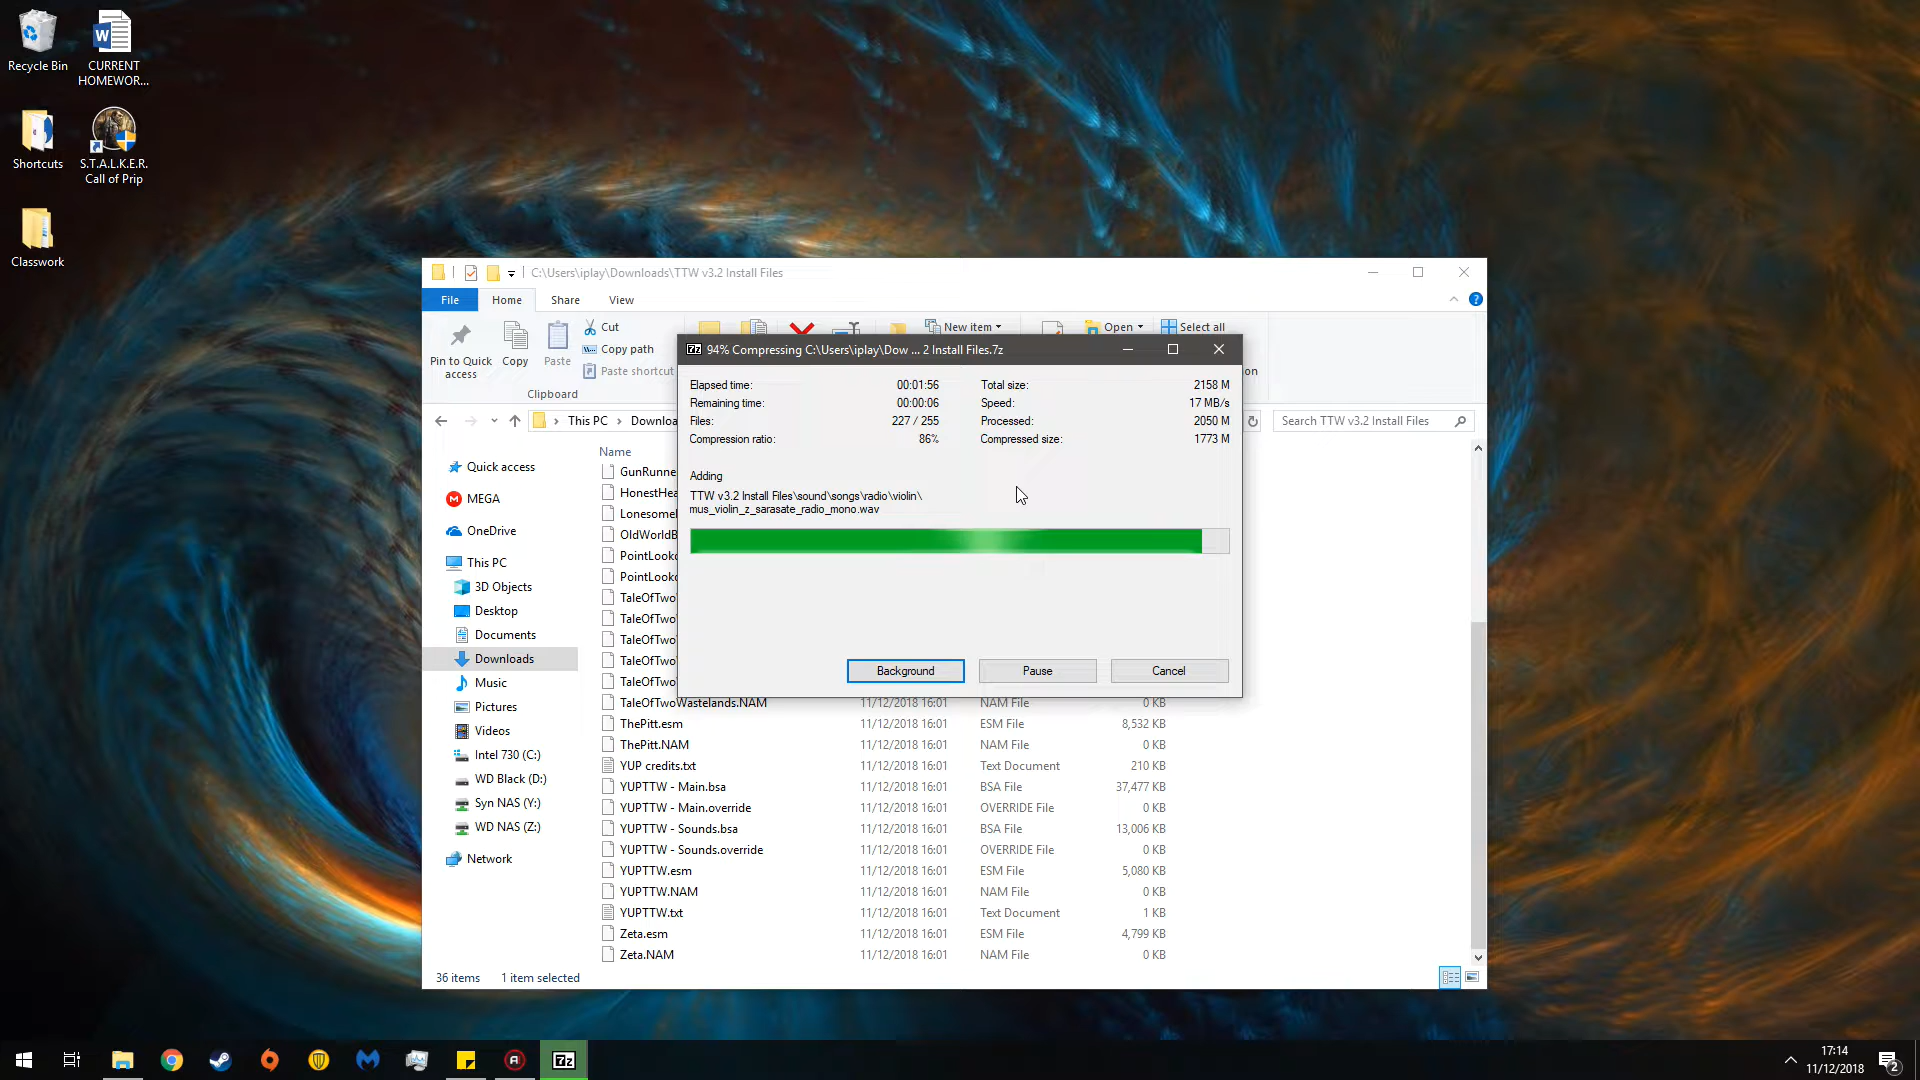 Recycle Bin
CURRENT
HOMEWOR...
Shortcuts
S.T.A.L.K.E.R.
Call of Prip
Classwork
C:\Users\iplay\Downloads\TTW v3.2 Install Files
File
Home
Share
View
Pin to Quick
access
Copy
Paste
Cut
Copy path
Paste shortcut
Clipboard
New item
Open
Select all
This PC
Downloa
Search TTW v3.2 Install Files
Quick access
MEGA
OneDrive
This PC
3D Objects
Desktop
Documents
Downloads
Music
Pictures
Videos
Intel 730 (C:)
WD Black (D:)
Syn NAS (Y:)
WD NAS (Z:)
Network
Name
GunRunne
HonestHea
Lonesome
OldWorldB
PointLooko
PointLooko
TaleOfTwo
TaleOfTwo
TaleOfTwo
TaleOfTwo
TaleOfTwo
TaleOfTwoWastelands.NAM 11/12/2018 16:01 NAM File 0 KB
ThePitt.esm 11/12/2018 16:01 ESM File 8,532 KB
ThePitt.NAM 11/12/2018 16:01 NAM File 0 KB
YUP credits.txt 11/12/2018 16:01 Text Document 210 KB
YUPTTW - Main.bsa 11/12/2018 16:01 BSA File 37,477 KB
YUPTTW - Main.override 11/12/2018 16:01 OVERRIDE File 0 KB
YUPTTW - Sounds.bsa 11/12/2018 16:01 BSA File 13,006 KB
YUPTTW - Sounds.override 11/12/2018 16:01 OVERRIDE File 0 KB
YUPTTW.esm 11/12/2018 16:01 ESM File 5,080 KB
YUPTTW.NAM 11/12/2018 16:01 NAM File 0 KB
YUPTTW.txt 11/12/2018 16:01 Text Document 1 KB
Zeta.esm 11/12/2018 16:01 ESM File 4,799 KB
Zeta.NAM 11/12/2018 16:01 NAM File 0 KB
36 items 1 item selected
7z 94% Compressing C:\Users\iplay\Dow ... 2 Install Files.7z
Elapsed time: 00:01:56 Total size: 2158 M
Remaining time: 00:00:06 Speed: 17 MB/s
Files: 227 / 255 Processed: 2050 M
Compression ratio: 86% Compressed size: 1773 M
Adding
TTW v3.2 Install Files\sound\songs\radio\violin\
mus_violin_z_sarasate_radio_mono.wav
Background
Pause
Cancel
on
7z
17:14
11/12/2018
2